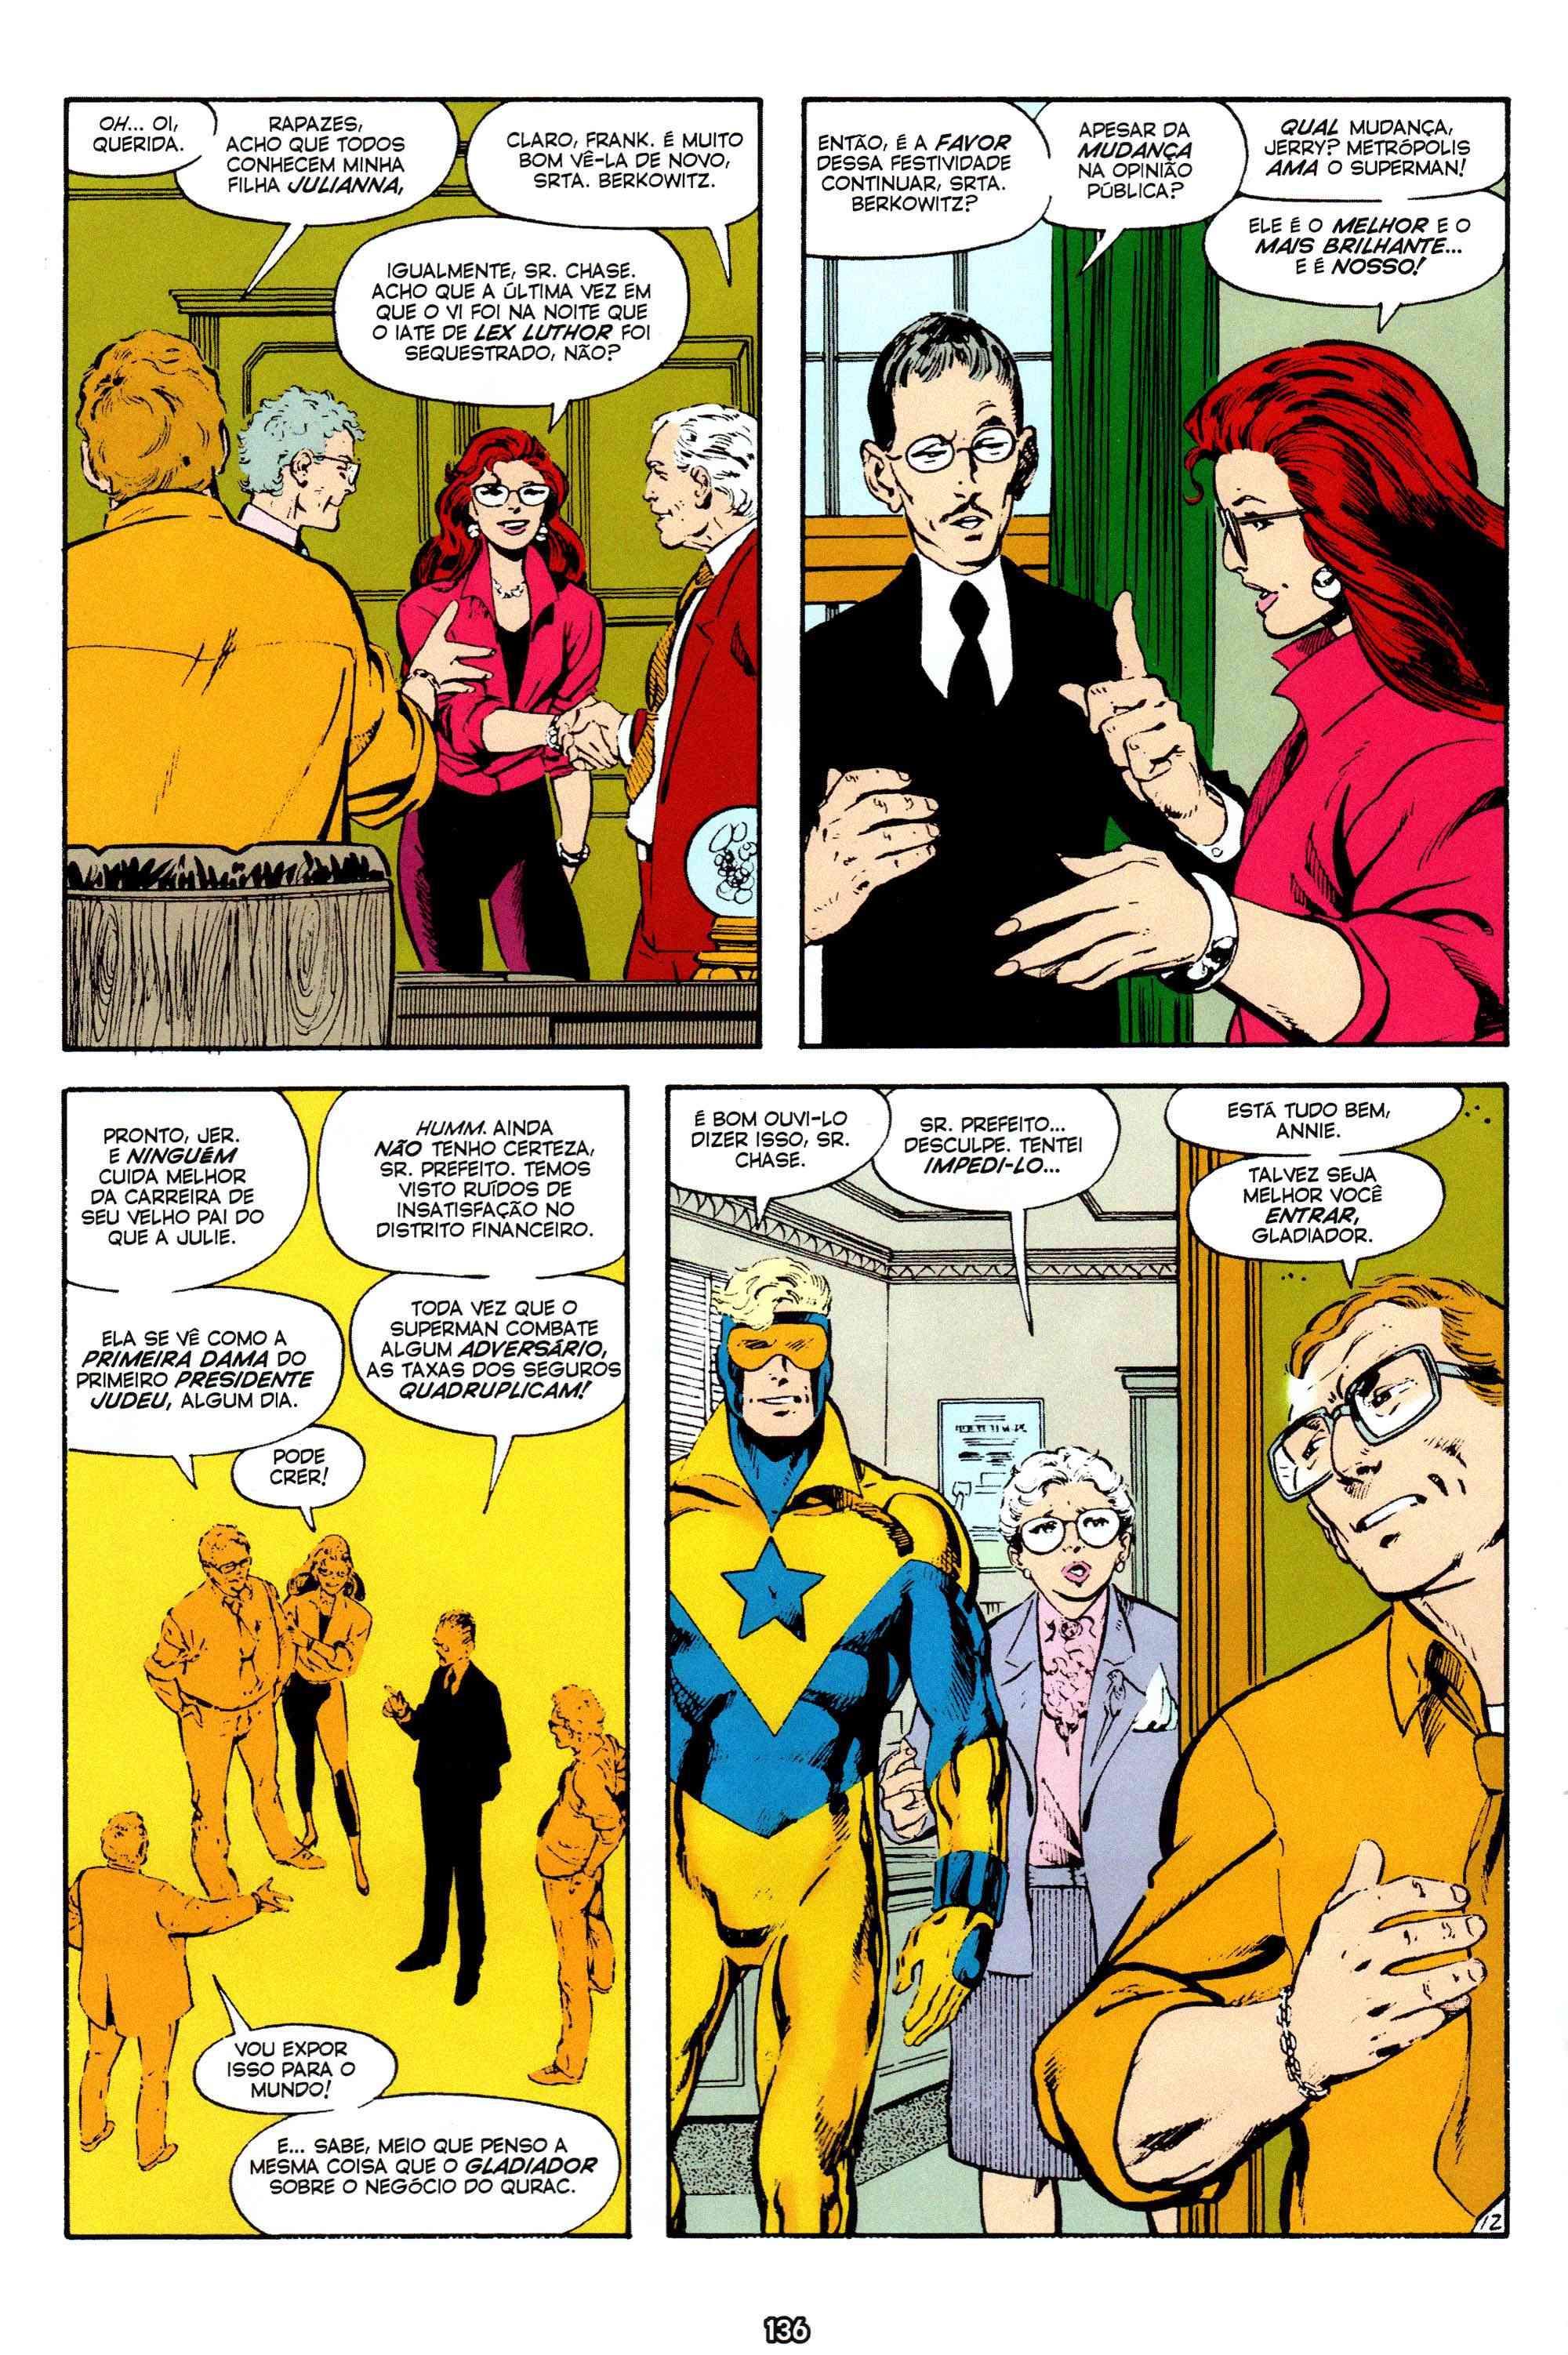 OH... OI,
QUERIDA.
RAPAZES,
ACHO QUE TODOS
CONHECEM MINHA
FILHA JULIANNA,
CLARO, FRANK. É MUITO
BOM VÊ-LA DE NOVO,
SRTA. BERKOWITZ.
IGUALMENTE, SR. CHASE.
ACHO QUE A ÚLTIMA VEZ EM
QUE O VI FOI NA NOITE QUE
O IATE DE LEX LUTHOR FOI
SEQUESTRADO, NÃO?
ENTÃO, É A FAVOR
DESSA FESTIVIDADE
CONTINUAR, SRTA.
BERKOWITZ?
APESAR DA
MUDANÇA
NA OPINIÃO
PÚBLICA?
QUAL MUDANÇA,
JERRY? METRÓPOLIS
AMA O SUPERMAN!
ELE É O MELHOR E O
MAIS BRILHANTE...
E É NOSSO!
PRONTO, JER.
E NINGUÉM
CUIDA MELHOR
DA CARREIRA DE
SEU VELHO PAI DO
QUE A JULIE.
HUMM. AINDA
NÃO TENHO CERTEZA,
SR. PREFEITO. TEMOS
VISTO RUÍDOS DE
INSATISFAÇÃO NO
DISTRITO FINANCEIRO.
ELA SE VÊ COMO A
PRIMEIRA DAMA DO
PRIMEIRO PRESIDENTE
JUDEU, ALGUM DIA.
TODA VEZ QUE O
SUPERMAN COMBATE
ALGUM ADVERSÁRIO,
AS TAXAS DOS SEGUROS
QUADRUPLICAM!
PODE
CRER!
VOU EXPOR
ISSO PARA O
MUNDO!
E... SABE, MEIO QUE PENSO A
MESMA COISA QUE O GLADIADOR
SOBRE O NEGÓCIO DO QURAC.
É BOM OUVI-LO
DIZER ISSO, SR.
CHASE.
SR. PREFEITO...
DESCULPE. TENTEI
IMPEDI-LO...
ESTÁ TUDO BEM,
ANNIE.
TALVEZ SEJA
MELHOR VOCÊ
ENTRAR,
GLADIADOR.
12
136